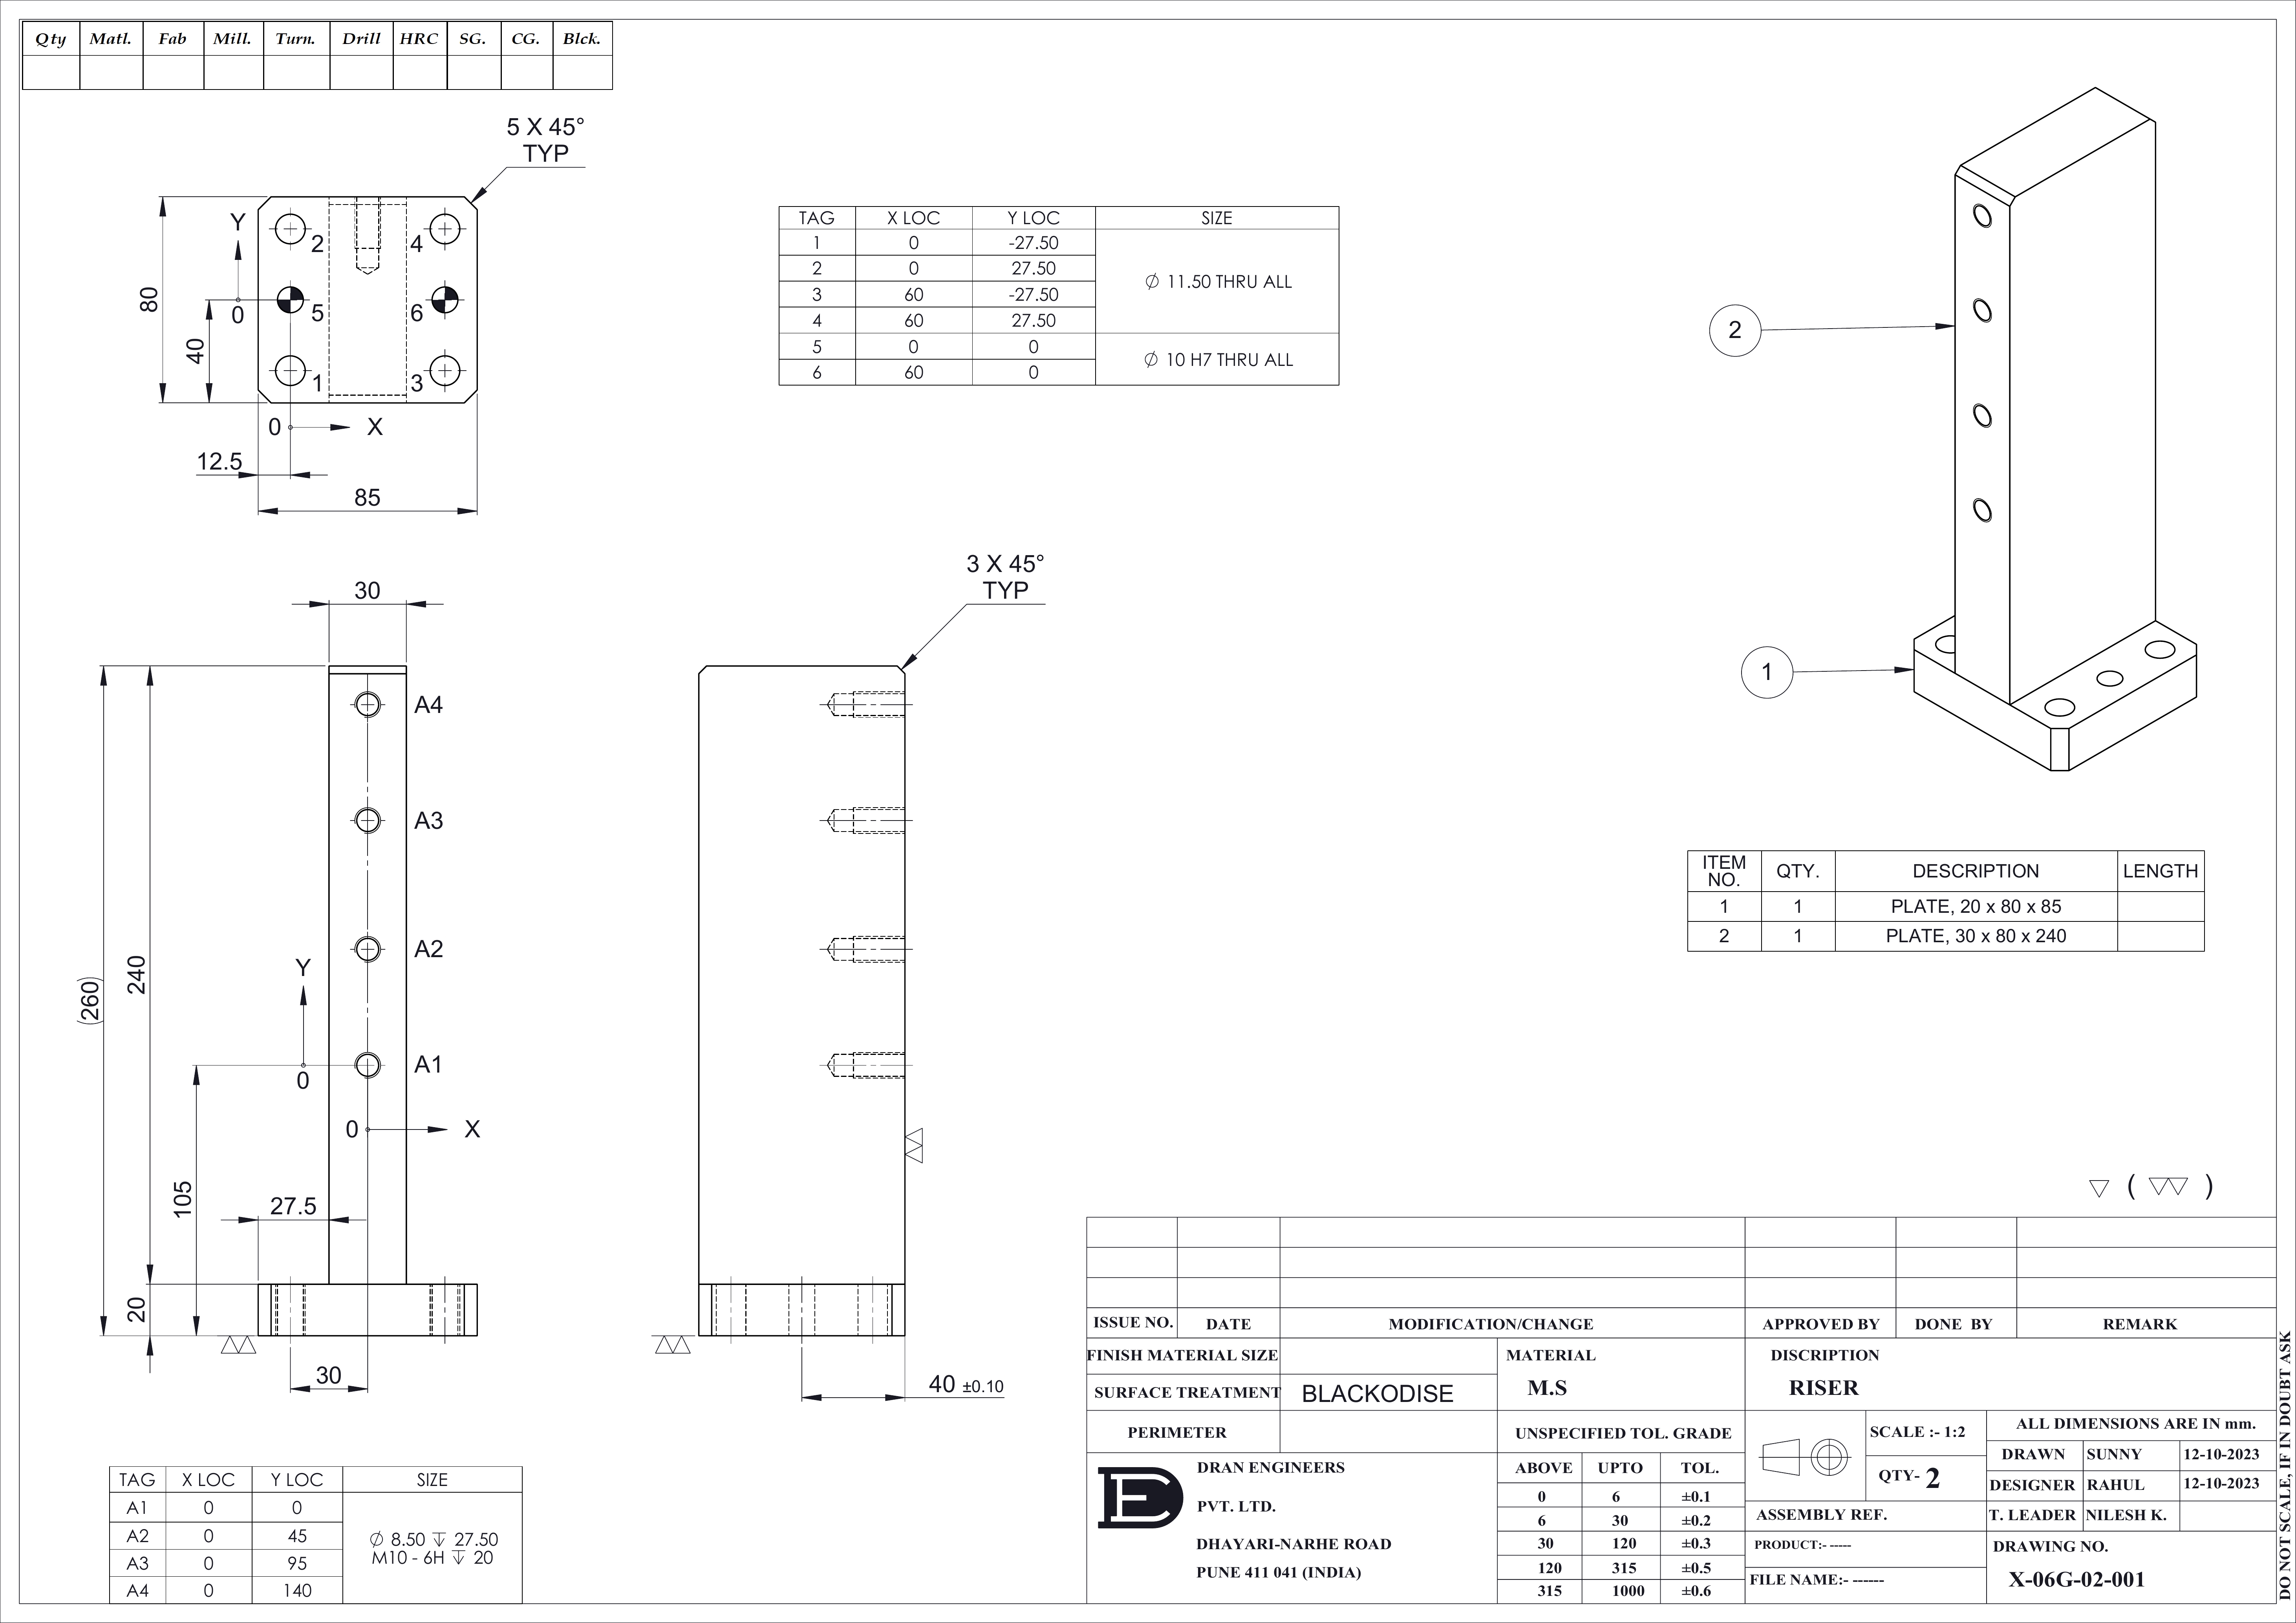 Qty Matl. Fab Mill. Turn. Drill HRC SG. CG. Blck.
5 X 45°
TYP
Y
2
4
80
0
5
6
40
1
3
0
X
12.5
85
TAG X LOC Y LOC SIZE
1 0 -27.50
2 0 27.50
Ø 11.50 THRU ALL
3 60 -27.50
4 60 27.50
5 0 0
Ø 10 H7 THRU ALL
6 60 0
2
1
30
3 X 45°
TYP
A4
A3
A2
A1
(260)
240
Y
0
0
X
105
27.5
20
30
40 ±0.10
ITEM NO. QTY. DESCRIPTION LENGTH
1 1 PLATE, 20 x 80 x 85
2 1 PLATE, 30 x 80 x 240
( )
TAG X LOC Y LOC SIZE
A1 0 0
A2 0 45
Ø 8.50 ↧ 27.50
M10 - 6H ↧ 20
A3 0 95
A4 0 140
ISSUE NO. DATE MODIFICATION/CHANGE APPROVED BY DONE BY REMARK
FINISH MATERIAL SIZE
MATERIAL
M.S
DISCRIPTION
RISER
SURFACE TREATMENT BLACKODISE
PERIMETER
UNSPECIFIED TOL. GRADE
ABOVE UPTO TOL.
0 6 ±0.1
6 30 ±0.2
30 120 ±0.3
120 315 ±0.5
315 1000 ±0.6
DE
DRAN ENGINEERS
PVT. LTD.
DHAYARI-NARHE ROAD
PUNE 411 041 (INDIA)
SCALE :- 1:2
QTY- 2
ALL DIMENSIONS ARE IN mm.
DRAWN SUNNY 12-10-2023
DESIGNER RAHUL 12-10-2023
T. LEADER NILESH K.
ASSEMBLY REF.
PRODUCT:- -----
FILE NAME:- ------
DRAWING NO.
X-06G-02-001
DO NOT SCALE, IF IN DOUBT ASK